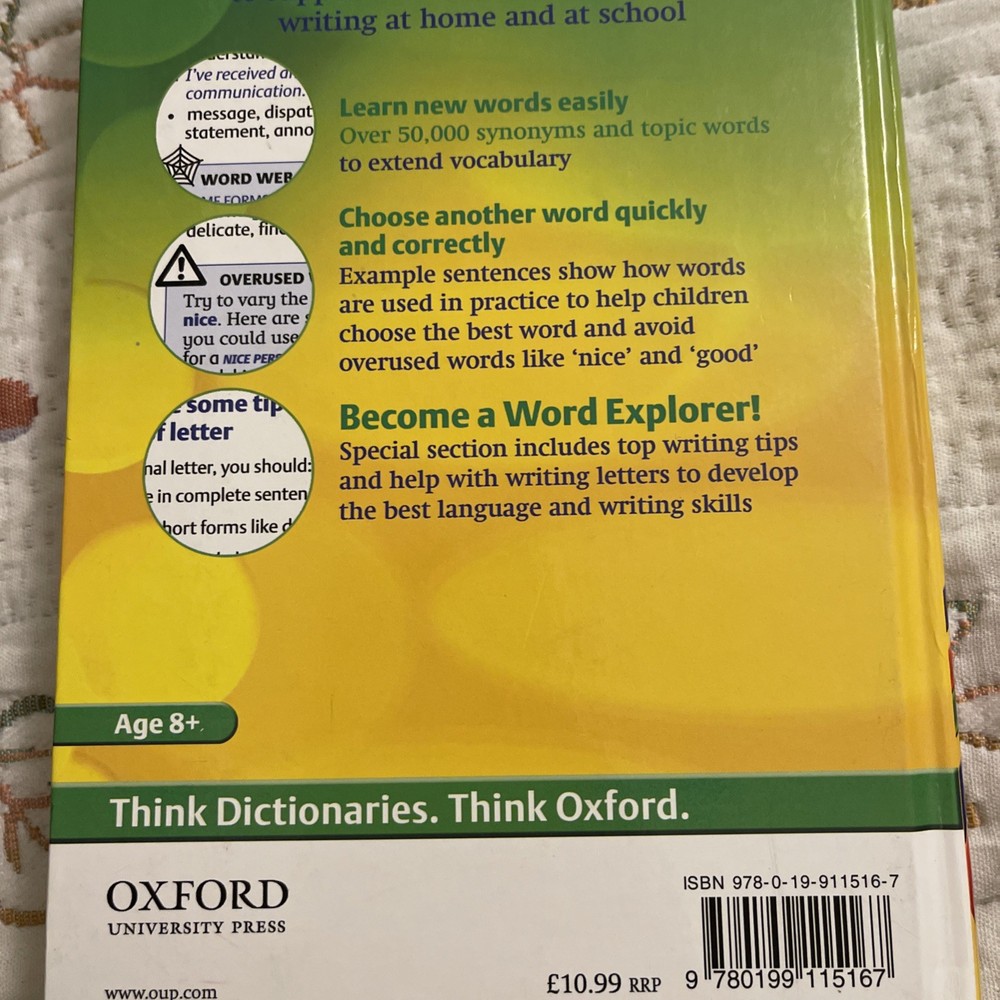 writing at home and at school
I've received
communication.
• message, dispat
statement, anno
WORD WEB
Learn new words easily
Over 50,000 synonyms and topic words
to extend vocabulary
delicate, fin
OVERUSED
Try to vary the
nice. Here are
you could use
for a NICE PERS
Choose another word quickly
and correctly
Example sentences show how words
are used in practice to help children
choose the best word and avoid
overused words like ‘nice’ and ‘good’
some tip
f letter
nal letter, you should:
e in complete senten
hort forms like d
Become a Word Explorer!
Special section includes top writing tips
and help with writing letters to develop
the best language and writing skills
Age 8+
Think Dictionaries. Think Oxford.
OXFORD
UNIVERSITY PRESS
www.oup.com
£10.99 RRP
ISBN 978-0-19-911516-7
9 780199 115167